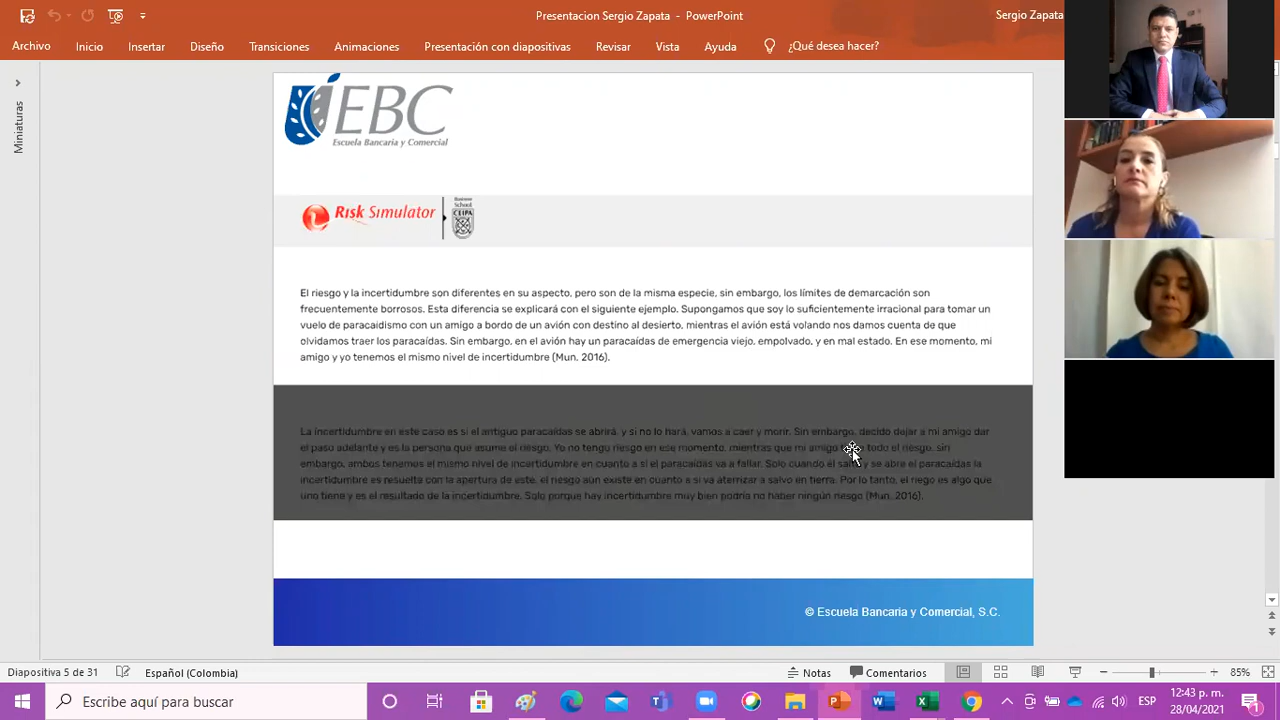 Presentacion Sergio Zapata - PowerPoint
Sergio Zapata
Archivo Inicio Insertar Diseño Transiciones Animaciones Presentación con diapositivas Revisar Vista Ayuda ¿Qué desea hacer?
Miniaturas
EBC
Escuela Bancaria y Comercial
Risk Simulator
Business School
CEIPA
El riesgo y la incertidumbre son diferentes en su aspecto, pero son de la misma especie, sin embargo, los límites de demarcación son
frecuentemente borrosos. Esta diferencia se explicará con el siguiente ejemplo. Supongamos que soy lo suficientemente irracional para tomar un
vuelo de paracaidismo con un amigo a bordo de un avión con destino al desierto, mientras el avión está volando nos damos cuenta de que
olvidamos traer los paracaídas. Sin embargo, en el avión hay un paracaídas de emergencia viejo, empolvado, y en mal estado. En ese momento, mi
amigo y yo tenemos el mismo nivel de incertidumbre (Mun. 2016).
La incertidumbre en este caso es si el antiguo paracaídas se abrirá, y si no lo hará, vamos a caer y morir. Sin embargo, decido dejar a mi amigo dar
el paso adelante y es la persona que asume el riesgo. Yo no tengo riesgo en ese momento, mientras que mi amigo todo el riesgo, sin
embargo, ambos tenemos el mismo nivel de incertidumbre en cuanto a si el paracaídas va a fallar. Solo cuando el salta y se abre el paracaídas la
incertidumbre es resuelta con la apertura de este, el riesgo aún existe en cuanto a si va aterrizar a salvo en tierra. Por lo tanto, el riego es algo que
uno tiene y es el resultado de la incertidumbre. Solo porque hay incertidumbre muy bien podría no haber ningún riesgo (Mun. 2016).
© Escuela Bancaria y Comercial, S.C.
Diapositiva 5 de 31 Español (Colombia) Notas Comentarios 85%
Escribe aquí para buscar ESP 12:43 p. m.
28/04/2021 1